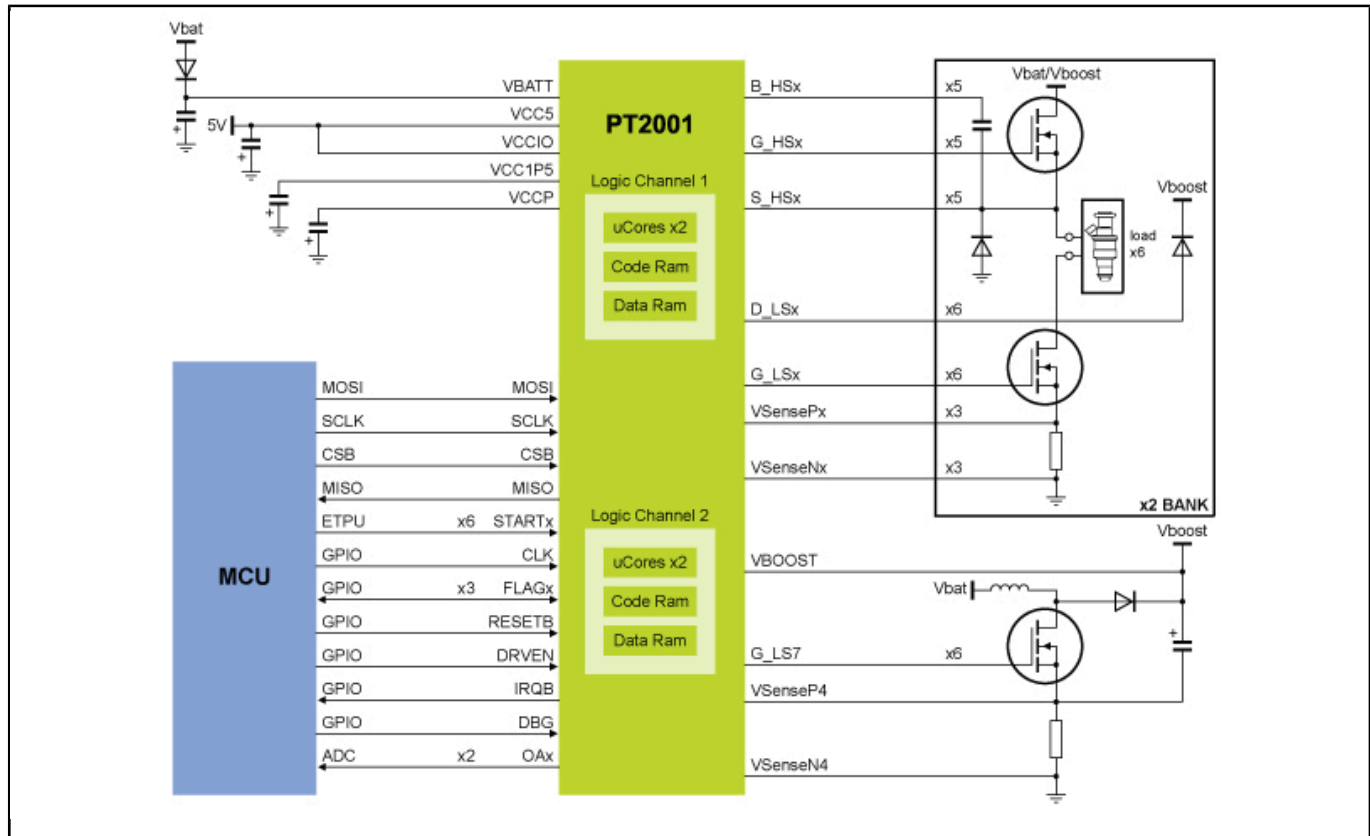 Vbat
VBATT
VCC5
5V
VCCIO
VCC1P5
VCCP
PT2001
Logic Channel 1
uCores x2
Code Ram
Data Ram
B_HSx x5
Vbat/Vboost
G_HSx x5
S_HSx x5
Vboost
load
x6
D_LSx x6
G_LSx x6
VSensePx x3
VSenseNx x3
x2 BANK
MCU
MOSI MOSI
SCLK SCLK
CSB CSB
MISO MISO
ETPU x6 STARTx
GPIO CLK
GPIO x3 FLAGx
GPIO RESETB
GPIO DRVEN
GPIO IRQB
GPIO DBG
ADC x2 OAx
Logic Channel 2
uCores x2
Code Ram
Data Ram
Vboost
VBOOST
Vbat
G_LS7 x6
VSenseP4
VSenseN4